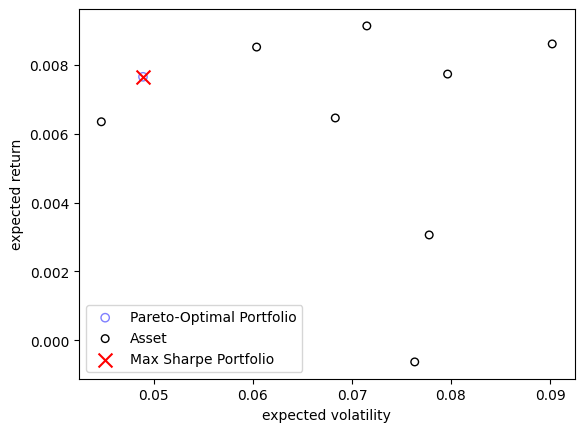 expected return
0.008
0.006
0.004
0.002
0.000
Pareto-Optimal Portfolio
Asset
Max Sharpe Portfolio
0.05 0.06 0.07 0.08 0.09
expected volatility